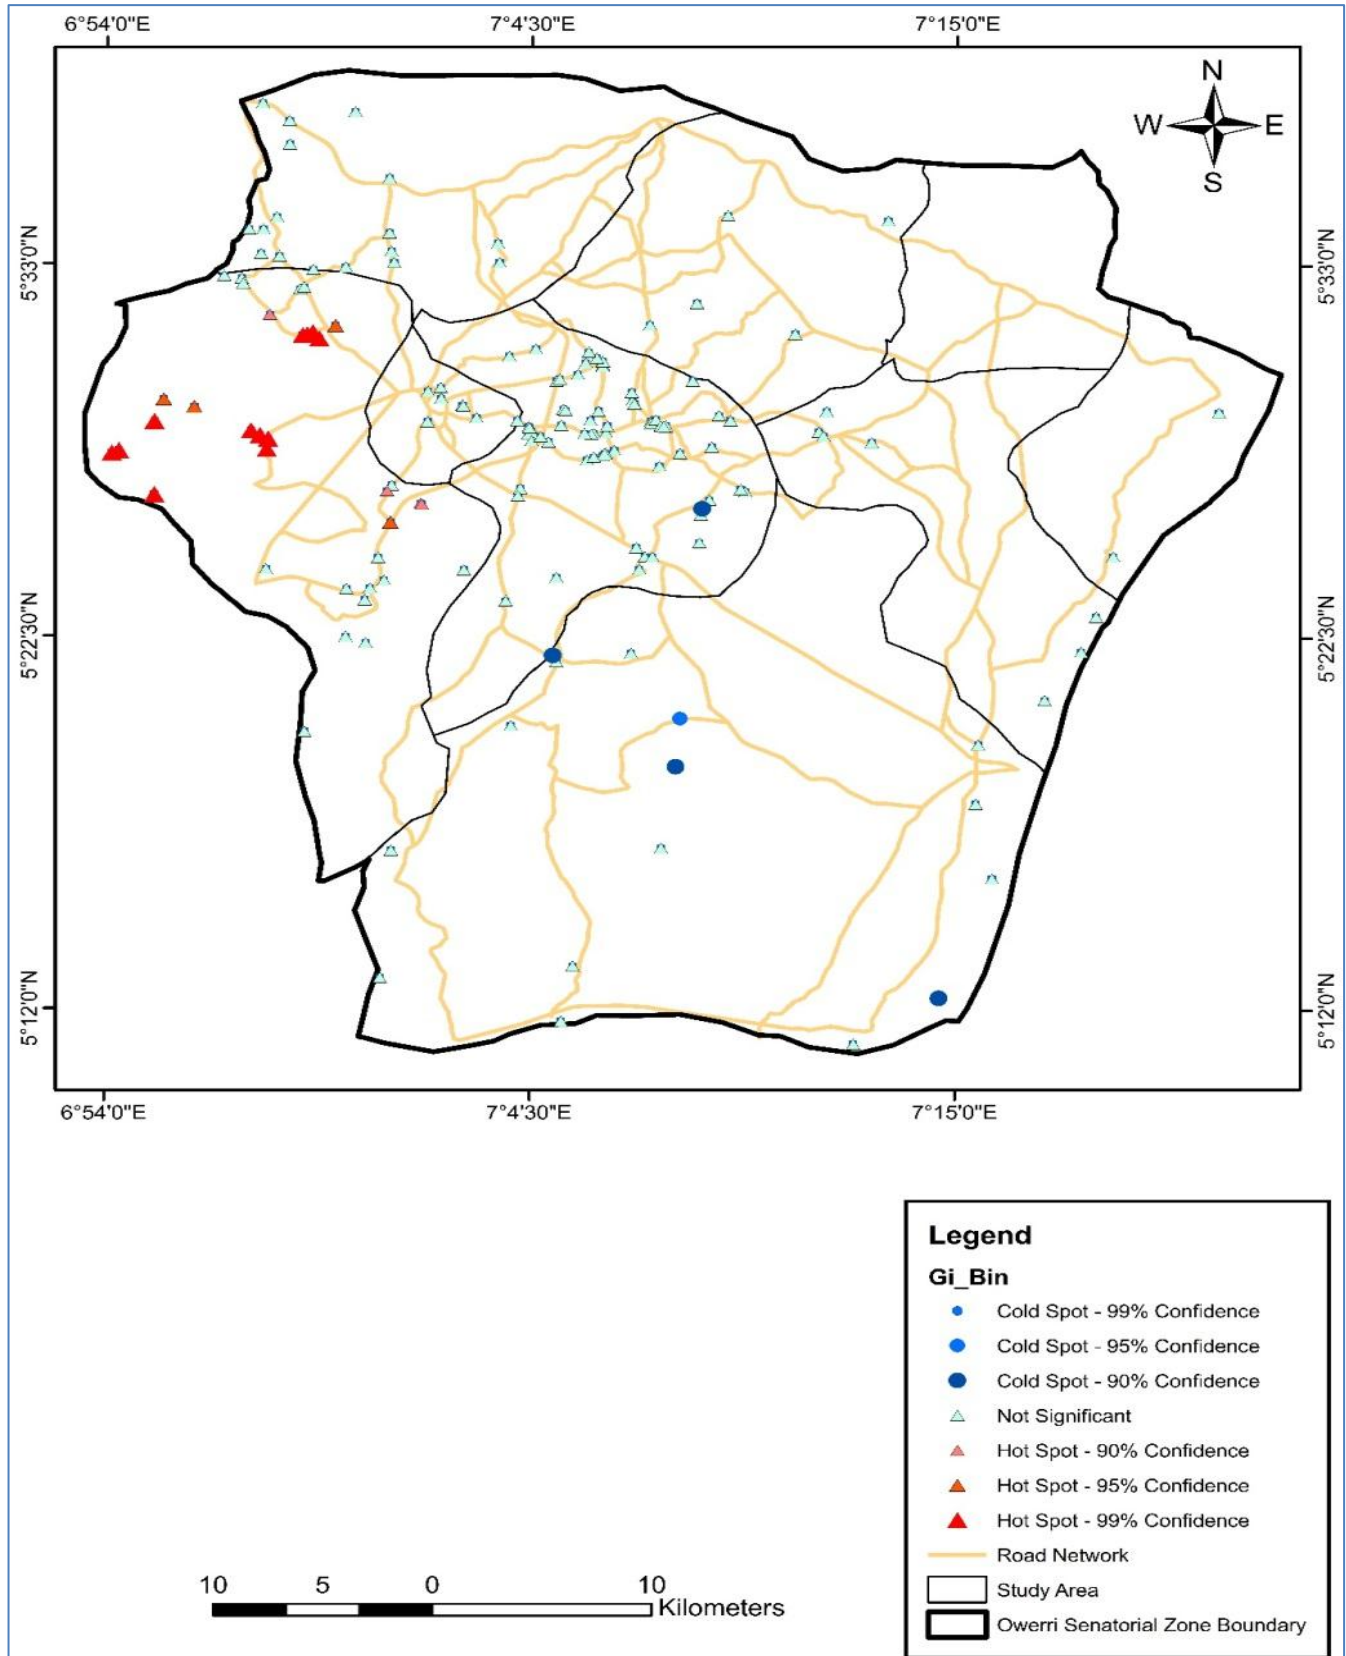 6°54'0"E 7°4'30"E 7°15'0"E
N
W E
S
5°33'0"N 5°33'0"N
5°22'30"N 5°22'30"N
5°12'0"N 5°12'0"N
6°54'0"E 7°4'30"E 7°15'0"E
Legend
Gi_Bin
Cold Spot - 99% Confidence
Cold Spot - 95% Confidence
Cold Spot - 90% Confidence
Not Significant
Hot Spot - 90% Confidence
Hot Spot - 95% Confidence
Hot Spot - 99% Confidence
Road Network
Study Area
Owerri Senatorial Zone Boundary
10 5 0 10
Kilometers